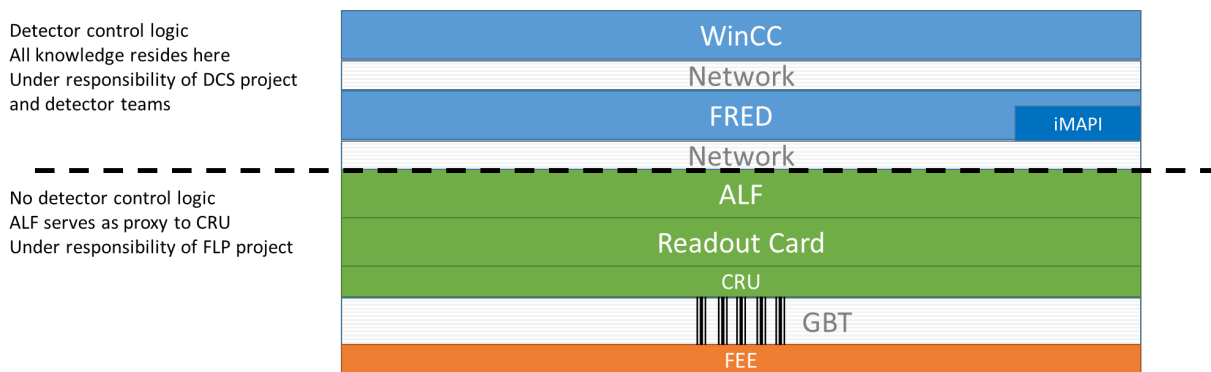 Detector control logic
All knowledge resides here
Under responsibility of DCS project
and detector teams
WinCC
Network
FRED
iMAPI
Network
No detector control logic
ALF serves as proxy to CRU
Under responsibility of FLP project
ALF
Readout Card
CRU
GBT
FEE